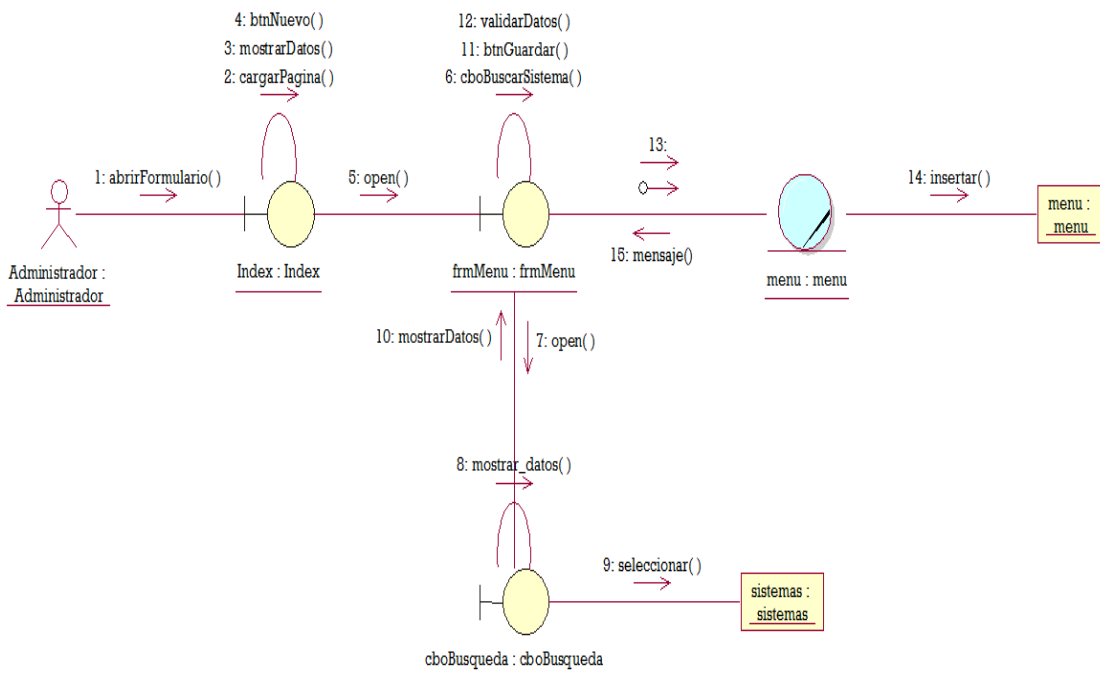 4: btnNuevo( )
3: mostrarDatos( )
2: cargarPagina( )
12: validarDatos( )
11: btnGuardar( )
6: cboBuscarSistema( )
1: abrirFormulario( )
5: open( )
13:
14: insertar( )
15: mensaje()
Administrador :
Administrador
Index : Index
frmMenu : frmMenu
menu : menu
menu :
menu
10: mostrarDatos( )
7: open( )
8: mostrar_datos( )
9: seleccionar( )
sistemas :
sistemas
cboBusqueda : cboBusqueda